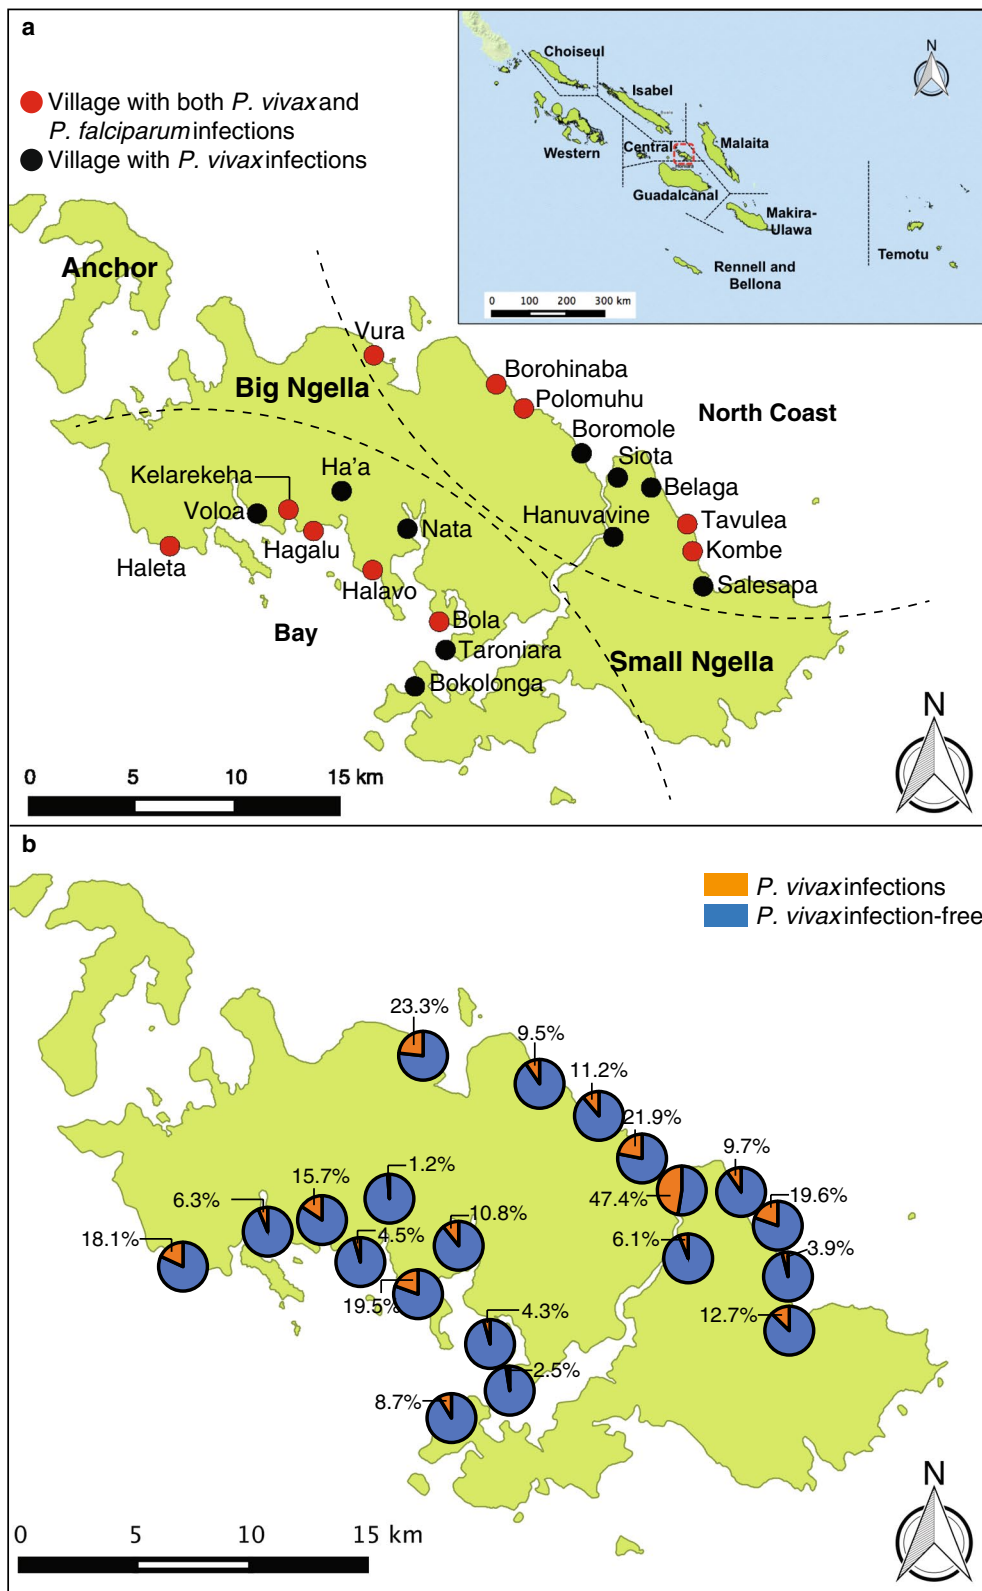 a
Village with both P. vivax and
P. falciparum infections
Village with P. vivax infections
Choiseul
Isabel
Western
Central
Malaita
Guadalcanal
Makira-
Ulawa
Temotu
Rennell and
Bellona
0 100 200 300 km
N
Anchor
Vura
Big Ngella
Borohinaba
Polomuhu
North Coast
Boromole
Siota
Kelarekeha
Ha'a
Belaga
Voloa
Hanuvavine
Nata
Tavulea
Hagalu
Kombe
Haleta
Halavo
Salesapa
Bay
Bola
Taroniara
Small Ngella
Bokolonga
N
0 5 10 15 km
b
P. vivax infections
P. vivax infection-free
23.3%
9.5%
11.2%
21.9%
9.7%
1.2%
15.7%
6.3%
47.4%
19.6%
10.8%
18.1%
4.5%
6.1%
3.9%
19.5%
4.3%
12.7%
2.5%
8.7%
N
0 5 10 15 km